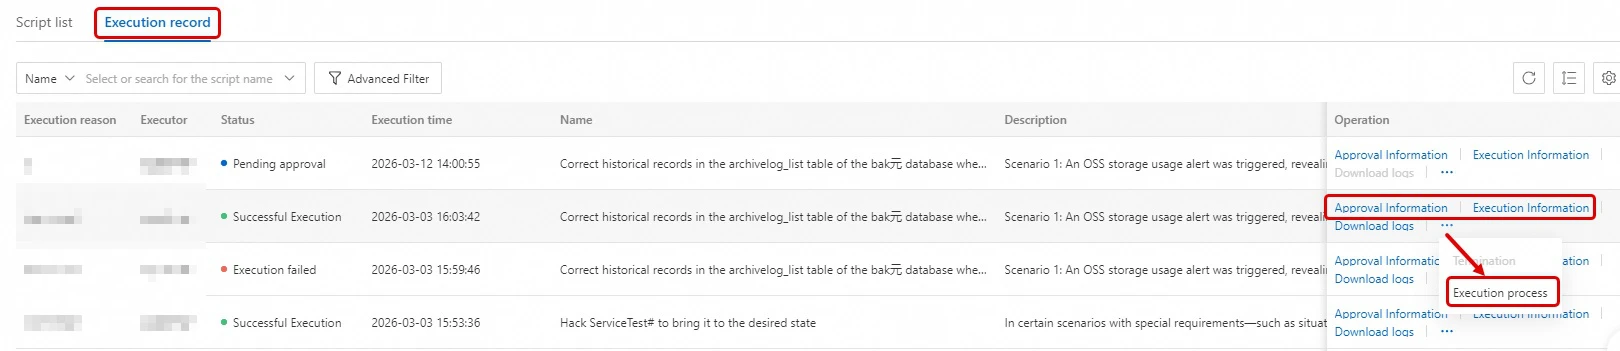 Script list Execution record
Name Select or search for the script name Advanced Filter
Execution reason Executor Status Execution time Name Description Operation
Pending approval 2026-03-12 14:00:55 Correct historical records in the archivelog_list table of the bak元 database whe... Scenario 1: An OSS storage usage alert was triggered, reveali Approval Information Execution Information
Download logs ...
Successful Execution 2026-03-03 16:03:42 Correct historical records in the archivelog_list table of the bak元 database whe... Scenario 1: An OSS storage usage alert was triggered, reveali Approval Information Execution Information
Download logs ...
Execution failed 2026-03-03 15:59:46 Correct historical records in the archivelog_list table of the bak元 database whe... Scenario 1: An OSS storage usage alert was triggered, reveali Approval Informatio Termination ation
Download logs Execution process
Successful Execution 2026-03-03 15:53:36 Hack ServiceTest# to bring it to the desired state In certain scenarios with special requirements—such as situat Approval Information Execution Information
Download logs ...